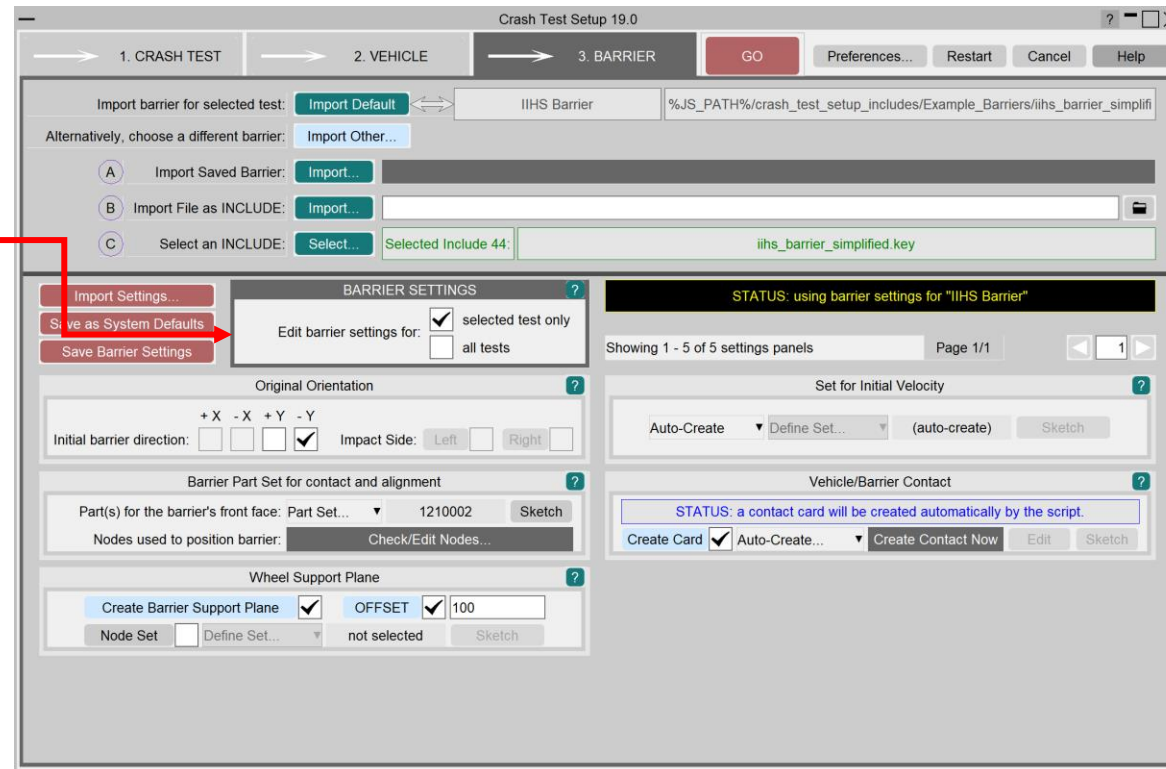 Crash Test Setup 19.0 ?
1. CRASH TEST 2. VEHICLE 3. BARRIER GO Preferences... Restart Cancel Help
Import barrier for selected test: Import Default IIHS Barrier %JS_PATH%/crash_test_setup_includes/Example_Barriers/iihs_barrier_simplifi
Alternatively, choose a different barrier: Import Other...
A Import Saved Barrier: Import...
B Import File as INCLUDE: Import...
C Select an INCLUDE: Select... Selected Include 44: iihs_barrier_simplified.key
Import Settings...
Save as System Defaults
Save Barrier Settings
BARRIER SETTINGS ?
Edit barrier settings for: selected test only
all tests
STATUS: using barrier settings for "IIHS Barrier"
Showing 1 - 5 of 5 settings panels Page 1/1 1
Original Orientation ?
+ X - X + Y - Y
Initial barrier direction: Impact Side: Left Right
Set for Initial Velocity ?
Auto-Create Define Set... (auto-create) Sketch
Barrier Part Set for contact and alignment ?
Part(s) for the barrier's front face: Part Set... 1210002 Sketch
Nodes used to position barrier: Check/Edit Nodes...
Vehicle/Barrier Contact ?
STATUS: a contact card will be created automatically by the script.
Create Card Auto-Create... Create Contact Now Edit Sketch
Wheel Support Plane ?
Create Barrier Support Plane OFFSET 100
Node Set Define Set... not selected Sketch